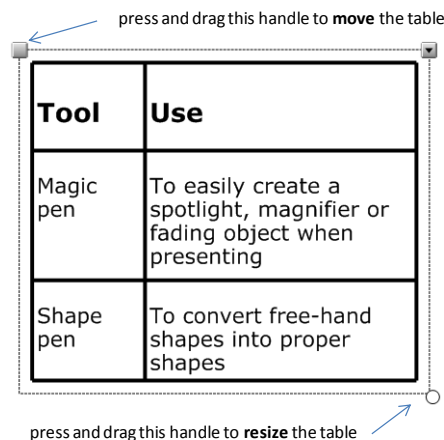 press and drag this handle to move the table
Tool Use
Magic pen
To easily create a
spotlight, magnifier or
fading object when
presenting
Shape pen
To convert free-hand
shapes into proper
shapes
press and drag this handle to resize the table